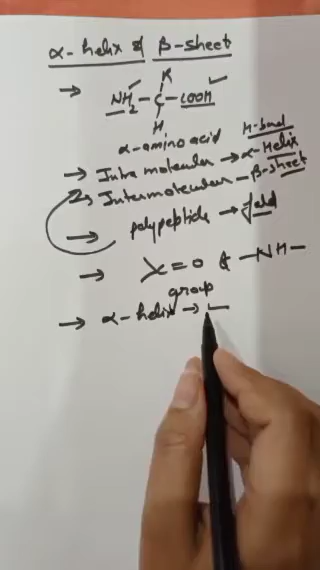 α-helix & β-sheet
→ R
NH2-C-COOH
H
α-amino acid H-bond
→ Intra molecular → α-Helix
→ Intermolecular - β-sheet
→ polypeptide → fold
→ >C=O & -NH-
group
→ α-helix →